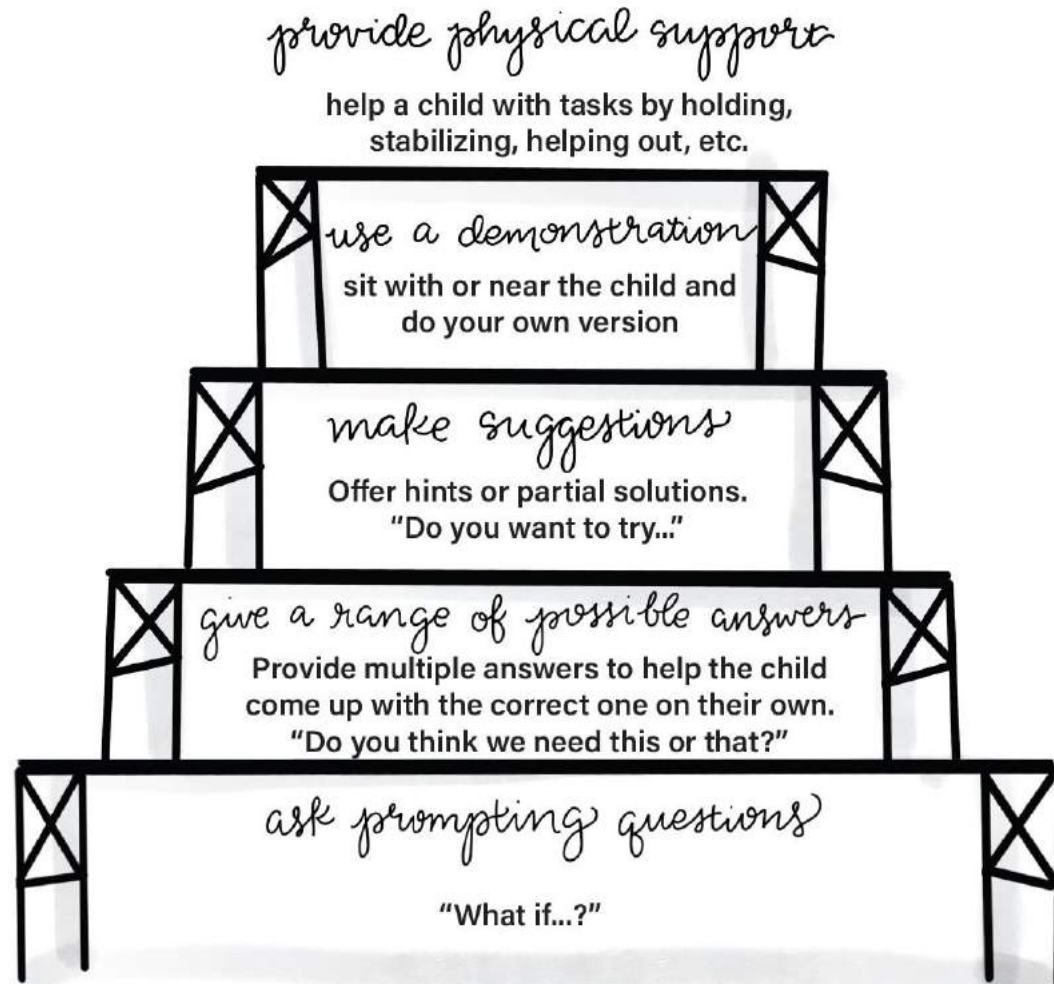 provide physical support
help a child with tasks by holding,
stabilizing, helping out, etc.
use a demonstration
sit with or near the child and
do your own version
make suggestions
Offer hints or partial solutions.
“Do you want to try...”
give a range of possible answers
Provide multiple answers to help the child
come up with the correct one on their own.
“Do you think we need this or that?”
ask prompting questions
“What if...?”